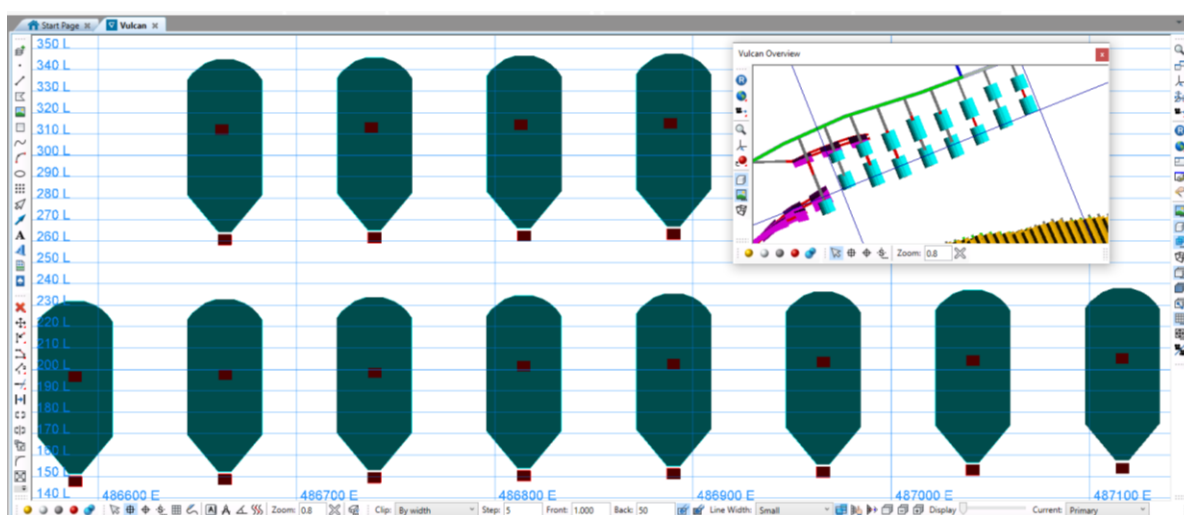 Start Page
Vulcan
350 L
340 L
330 L
320 L
310 L
300 L
290 L
280 L
270 L
260 L
250 L
240 L
230 L
220 L
210 L
200 L
190 L
180 L
170 L
160 L
150 L
140 L
486600 E
486700 E
486800 E
486900 E
487000 E
487100 E
Vulcan Overview
Zoom: 0.8
A
Zoom: 0.8 Clip: By width Step: 5 Front: 1.000 Back: 50 Line Width: Small Display Current: Primary